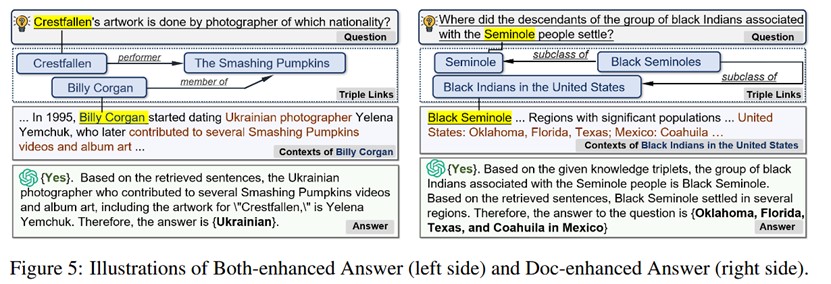 Crestfallen's artwork is done by photographer of which nationality?
Question
Crestfallen
performer
The Smashing Pumpkins
Billy Corgan
member of
Triple Links
... In 1995, Billy Corgan started dating Ukrainian photographer Yelena
Yemchuk, who later contributed to several Smashing Pumpkins
videos and album art ...
Contexts of Billy Corgan
{Yes}. Based on the retrieved sentences, the Ukrainian
photographer who contributed to several Smashing Pumpkins videos
and album art, including the artwork for \"Crestfallen,\" is Yelena
Yemchuk. Therefore, the answer is {Ukrainian}.
Answer
Where did the descendants of the group of black Indians associated
with the Seminole people settle?
Question
Seminole
subclass of
Black Seminoles
subclass of
Black Indians in the United States
Triple Links
Black Seminole ... Regions with significant populations ... United
States: Oklahoma, Florida, Texas; Mexico: Coahuila ...
Contexts of Black Indians in the United States
{Yes}. Based on the given knowledge triplets, the group of black
Indians associated with the Seminole people is Black Seminole.
Based on the retrieved sentences, Black Seminole settled in several
regions. Therefore, the answer to the question is {Oklahoma, Florida,
Texas, and Coahuila in Mexico}
Answer
Figure 5: Illustrations of Both-enhanced Answer (left side) and Doc-enhanced Answer (right side).